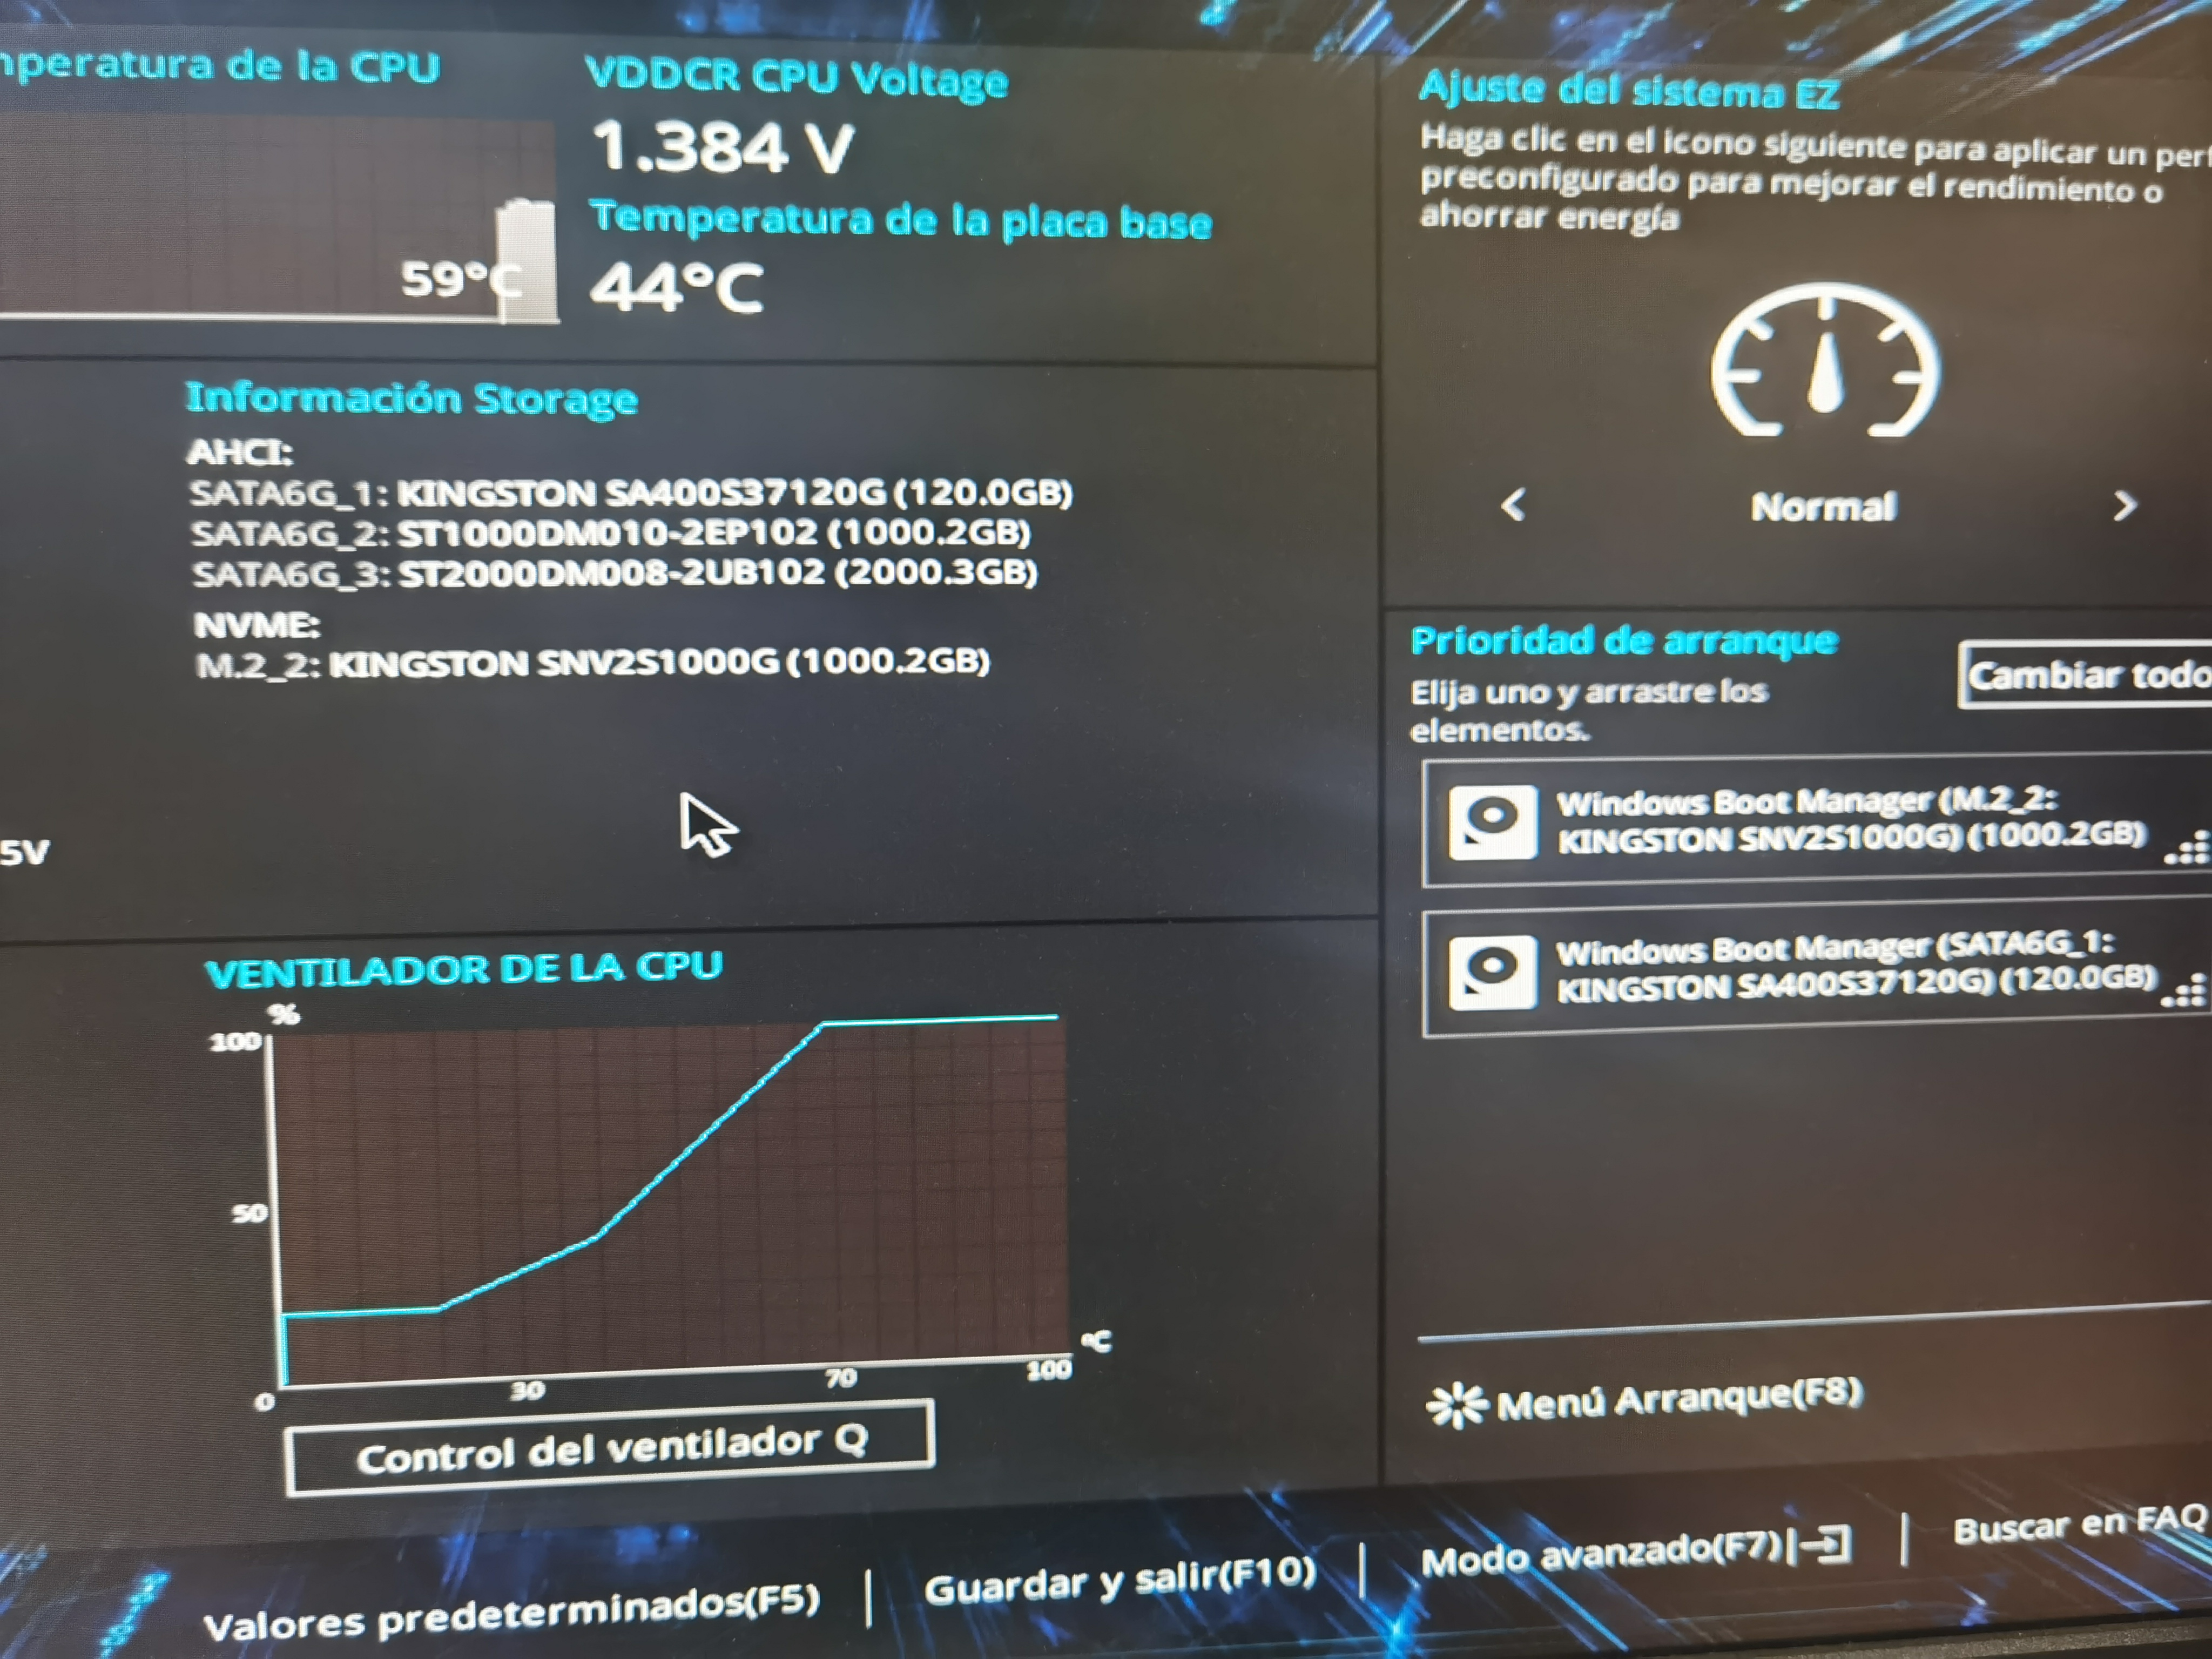 mperatura de la CPU
59°C
VDDCR CPU Voltage
1.384 V
Temperatura de la placa base
44°C
Información Storage
AHCI:
SATA6G_1: KINGSTON SA400S37120G (120.0GB)
SATA6G_2: ST1000DM010-2EP102 (1000.2GB)
SATA6G_3: ST2000DM008-2UB102 (2000.3GB)
NVME:
M.2_2: KINGSTON SNV2S1000G (1000.2GB)
5V
VENTILADOR DE LA CPU
%
100
50
0
30
70
100
°C
Control del ventilador Q
Ajuste del sistema EZ
Haga clic en el icono siguiente para aplicar un perf
preconfigurado para mejorar el rendimiento o
ahorrar energía
Normal
Prioridad de arranque
Elija uno y arrastre los
elementos.
Cambiar todo
Windows Boot Manager (M.2_2:
KINGSTON SNV2S1000G) (1000.2GB)
Windows Boot Manager (SATA6G_1:
KINGSTON SA400S37120G) (120.0GB)
Menú Arranque(F8)
Valores predeterminados(F5)
Guardar y salir(F10)
Modo avanzado(F7)
Buscar en FAQ